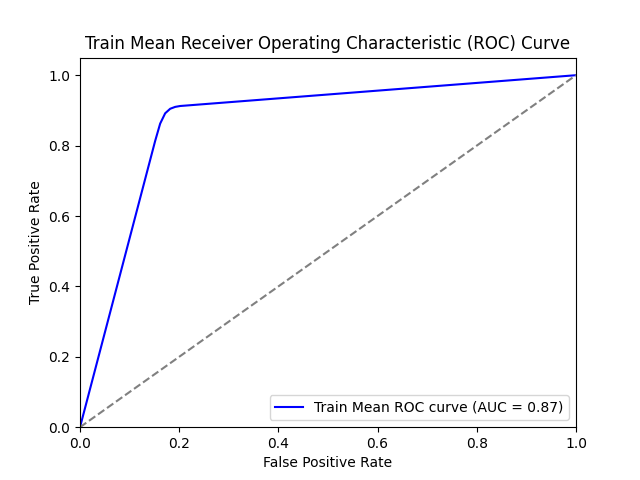 Train Mean Receiver Operating Characteristic (ROC) Curve
1.0
0.8
0.6
0.4
0.2
0.0
True Positive Rate
Train Mean ROC curve (AUC = 0.87)
0.0 0.2 0.4 0.6 0.8 1.0
False Positive Rate